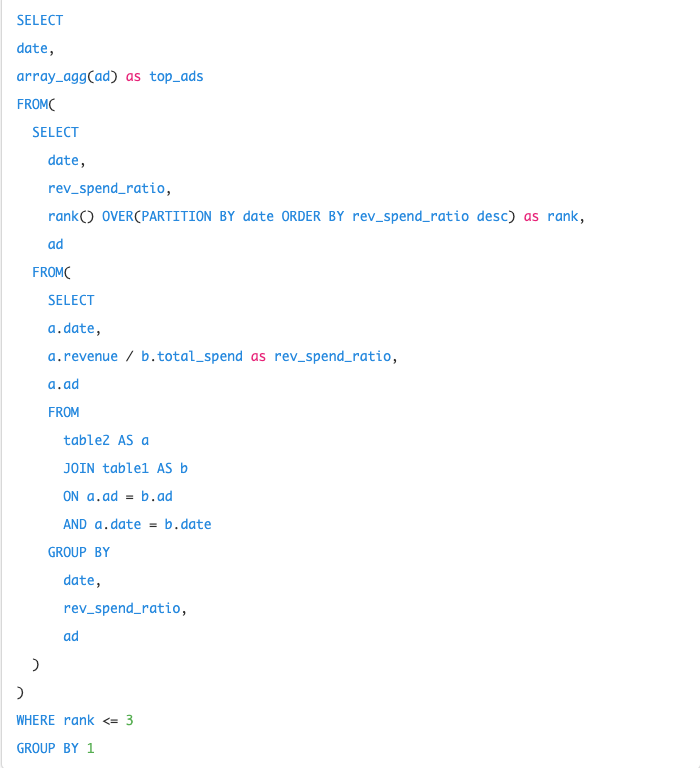 SELECT
date,
array_agg(ad) as top_ads
FROM(
SELECT
date,
rev_spend_ratio,
rank() OVER(PARTITION BY date ORDER BY rev_spend_ratio desc) as rank,
ad
FROM(
SELECT
a.date,
a.revenue / b.total_spend as rev_spend_ratio,
a.ad
FROM
table2 AS a
JOIN table1 AS b
ON a.ad = b.ad
AND a.date = b.date
GROUP BY
date,
rev_spend_ratio,
ad
)
)
WHERE rank <= 3
GROUP BY 1